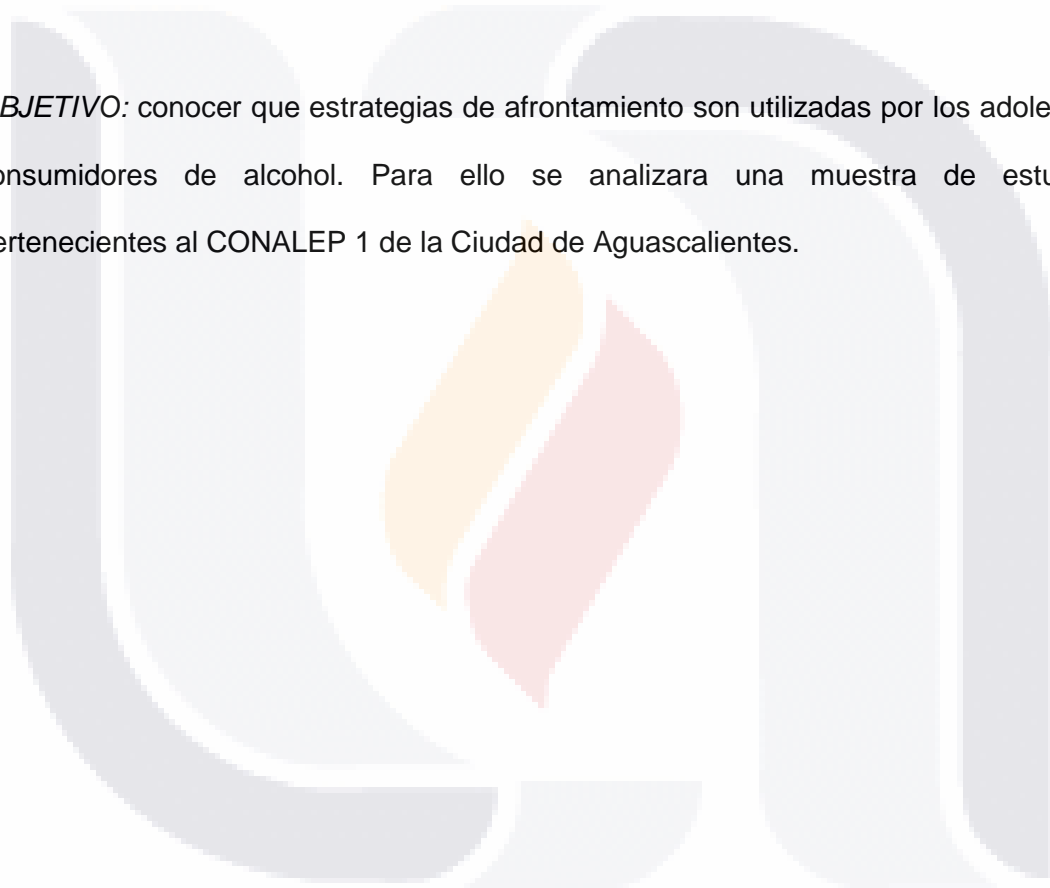 BJETIVO: conocer que estrategias de afrontamiento son utilizadas por los adole
onsumidores de alcohol. Para ello se analizara una muestra de estu
ertenecientes al CONALEP 1 de la Ciudad de Aguascalientes.